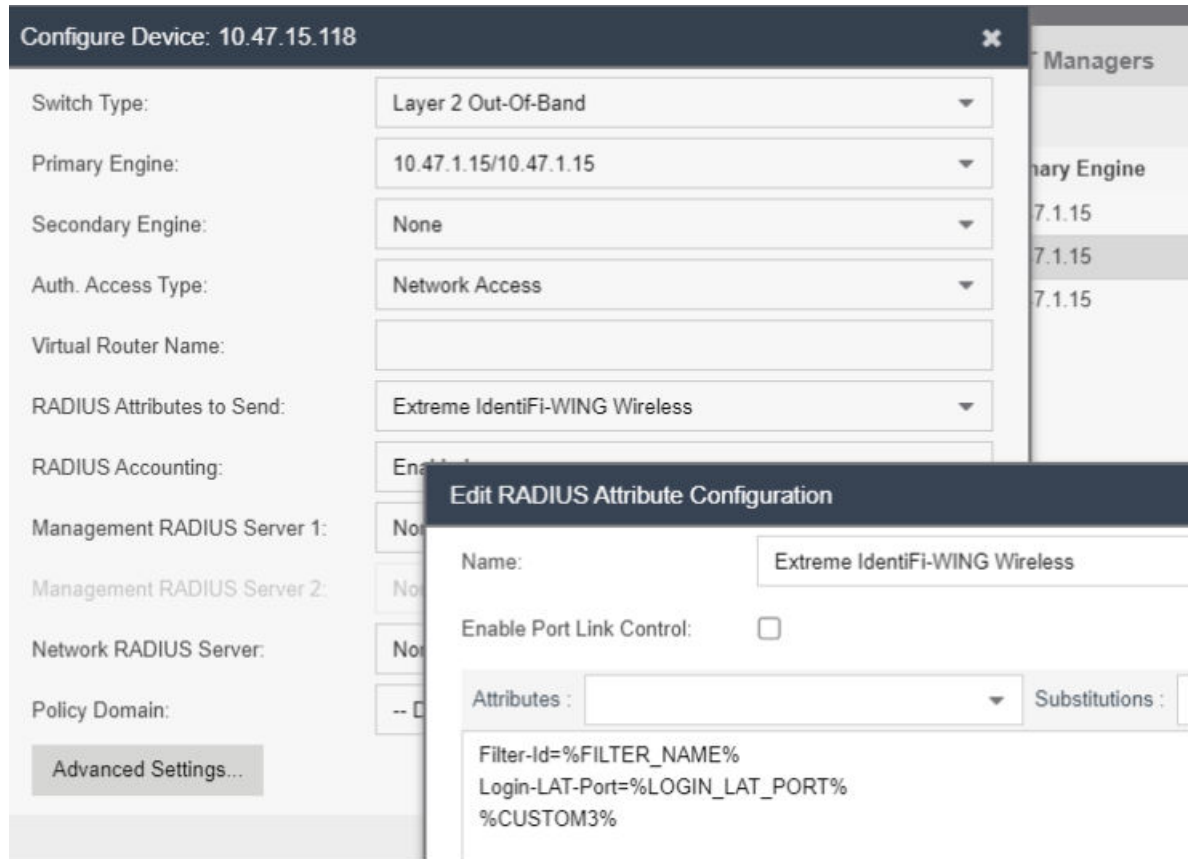 Configure Device: 10.47.15.118
Managers
Switch Type: Layer 2 Out-Of-Band
Primary Engine: 10.47.1.15/10.47.1.15
Engine
Secondary Engine: None
7.1.15
Auth. Access Type: Network Access
7.1.15
7.1.15
Virtual Router Name:
RADIUS Attributes to Send: Extreme IdentiFi-WING Wireless
RADIUS Accounting:
Management RADIUS Server 1:
Management RADIUS Server 2:
Network RADIUS Server:
Policy Domain:
Advanced Settings...
Edit RADIUS Attribute Configuration
Name: Extreme IdentiFi-WING Wireless
Enable Port Link Control:
Attributes : Substitutions :
Filter-Id=%FILTER_NAME%
Login-LAT-Port=%LOGIN_LAT_PORT%
%CUSTOM3%